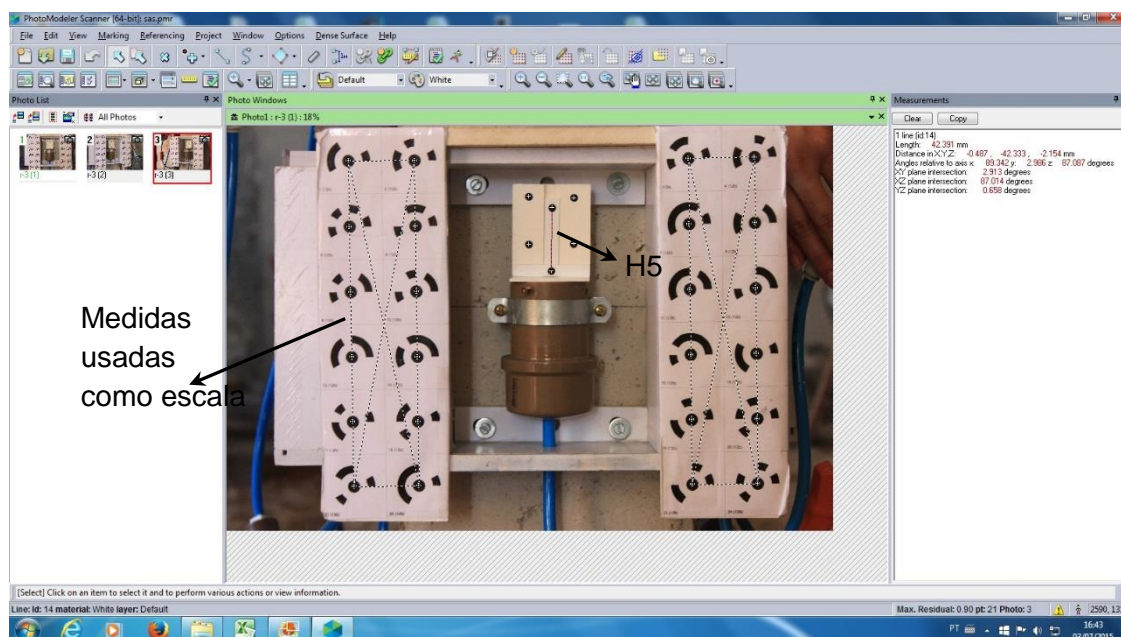 PhotoModeler Scanner [64-bit]: sas.pmr
File Edit View Marking Referencing Project Window Options Dense Surface Help
Default White
Photo List
Photo Windows
Measurements
All Photos
Photo1 : r-3 (1) : 18%
Clear Copy
1 2 3
r-3 (1) r-3 (2) r-3 (3)
1 line (id:14)
Length: 42.391 mm
Distance in X,Y,Z: -0.487 , -42.333 , -2.154 mm
Angles relative to axis x: 89.342 y: 2.986 z: 87.087 degrees
XY plane intersection: 2.913 degrees
XZ plane intersection: 87.014 degrees
YZ plane intersection: 0.658 degrees
H5
Medidas
usadas
como escala
[Select] Click on an item to select it and to perform various actions or view information.
Line: Id: 14 material: White layer: Default
Max. Residual: 0.90 pt: 21 Photo: 3
2590, 13
PT
16:43
03/07/2015